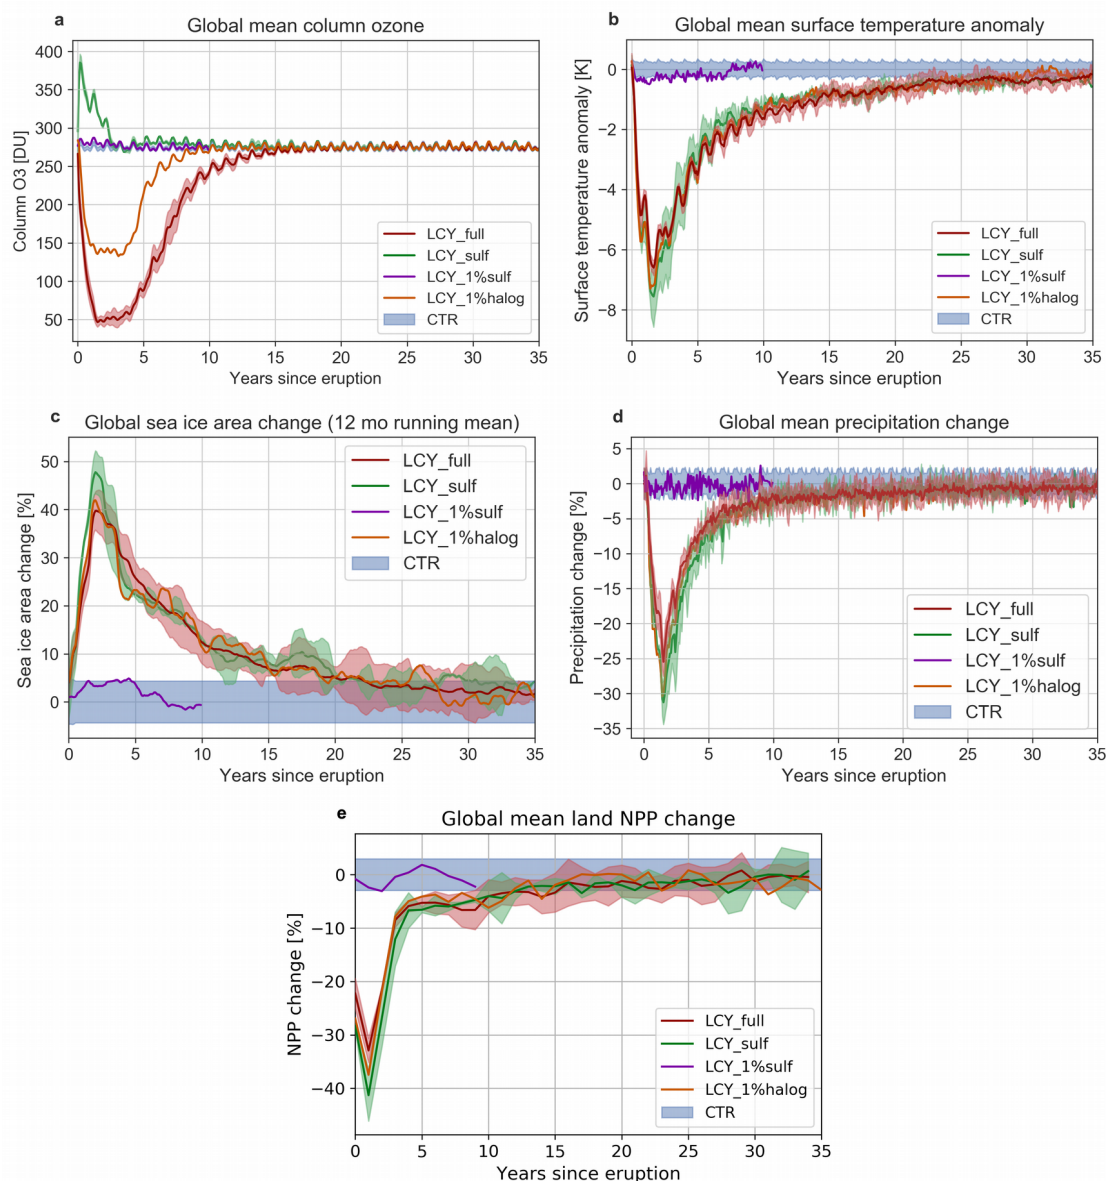 a
Global mean column ozone
Column O3 [DU]
400
350
300
250
200
150
100
50
LCY_full
LCY_sulf
LCY_1%sulf
LCY_1%halog
CTR
0 5 10 15 20 25 30 35
Years since eruption
b
Global mean surface temperature anomaly
Surface temperature anomaly [K]
0
−2
−4
−6
−8
LCY_full
LCY_sulf
LCY_1%sulf
LCY_1%halog
CTR
0 5 10 15 20 25 30 35
Years since eruption
c
Global sea ice area change (12 mo running mean)
Sea ice area change [%]
50
40
30
20
10
0
LCY_full
LCY_sulf
LCY_1%sulf
LCY_1%halog
CTR
0 5 10 15 20 25 30 35
Years since eruption
d
Global mean precipitation change
Precipitation change [%]
5
0
−5
−10
−15
−20
−25
−30
−35
LCY_full
LCY_sulf
LCY_1%sulf
LCY_1%halog
CTR
0 5 10 15 20 25 30 35
Years since eruption
e
Global mean land NPP change
NPP change [%]
0
−10
−20
−30
−40
LCY_full
LCY_sulf
LCY_1%sulf
LCY_1%halog
CTR
0 5 10 15 20 25 30 35
Years since eruption